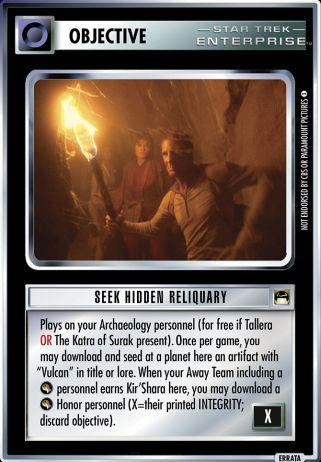 OBJECTIVE
STAR TREK
ENTERPRISE™
NOT ENDORSED BY CBS OR PARAMOUNT PICTURES
SEEK HIDDEN RELIQUARY
Plays on your Archaeology personnel (for free if Tallera
OR The Katra of Surak present). Once per game, you
may download and seed at a planet here an artifact with
"Vulcan" in title or lore. When your Away Team including a
personnel earns Kir'Shara here, you may download a
Honor personnel (X=their printed INTEGRITY;
discard objective).
X
ERRATA